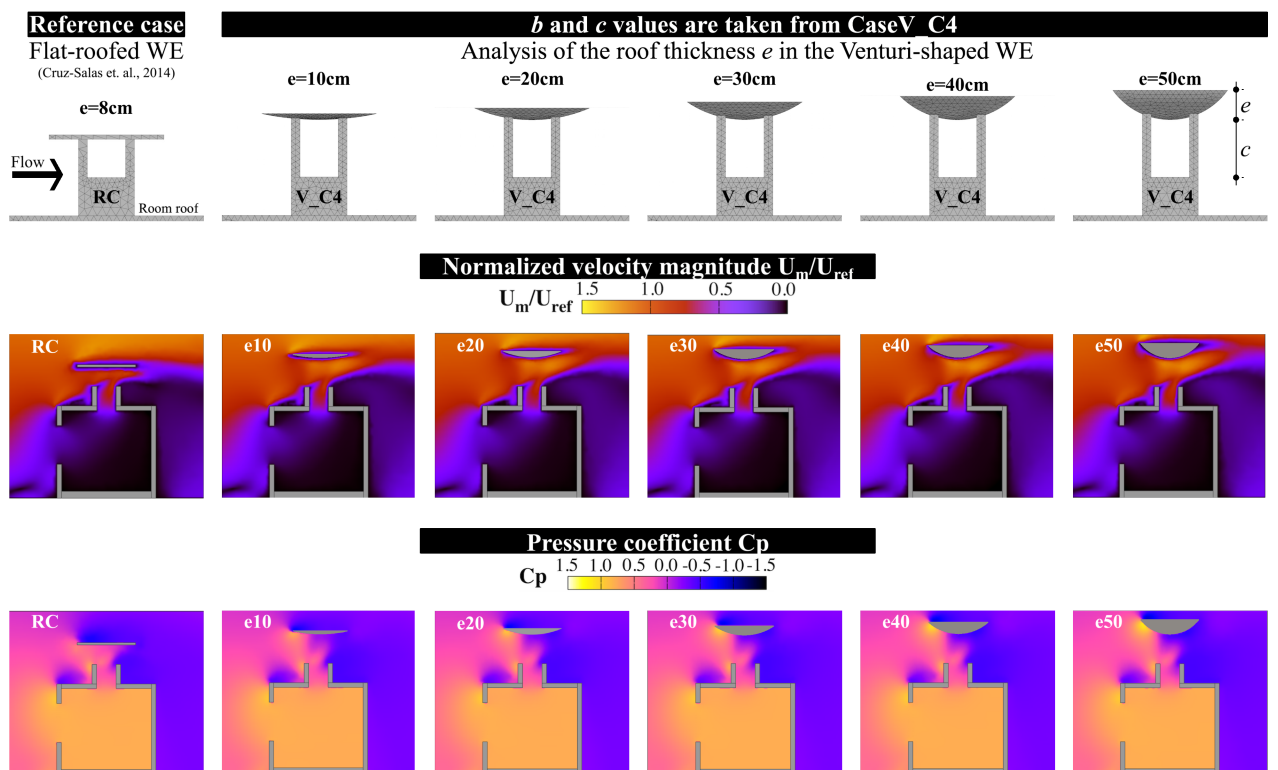 Reference case
Flat-roofed WE
(Cruz-Salas et. al., 2014)
b and c values are taken from CaseV_C4
Analysis of the roof thickness e in the Venturi-shaped WE
e=8cm
e=10cm
e=20cm
e=30cm
e=40cm
e=50cm
e
c
Flow
RC
Room roof
V_C4
V_C4
V_C4
V_C4
V_C4
Normalized velocity magnitude Um/Uref
Um/Uref
1.5 1.0 0.5 0.0
RC
e10
e20
e30
e40
e50
Pressure coefficient Cp
Cp
1.5 1.0 0.5 0.0 -0.5 -1.0 -1.5
RC
e10
e20
e30
e40
e50